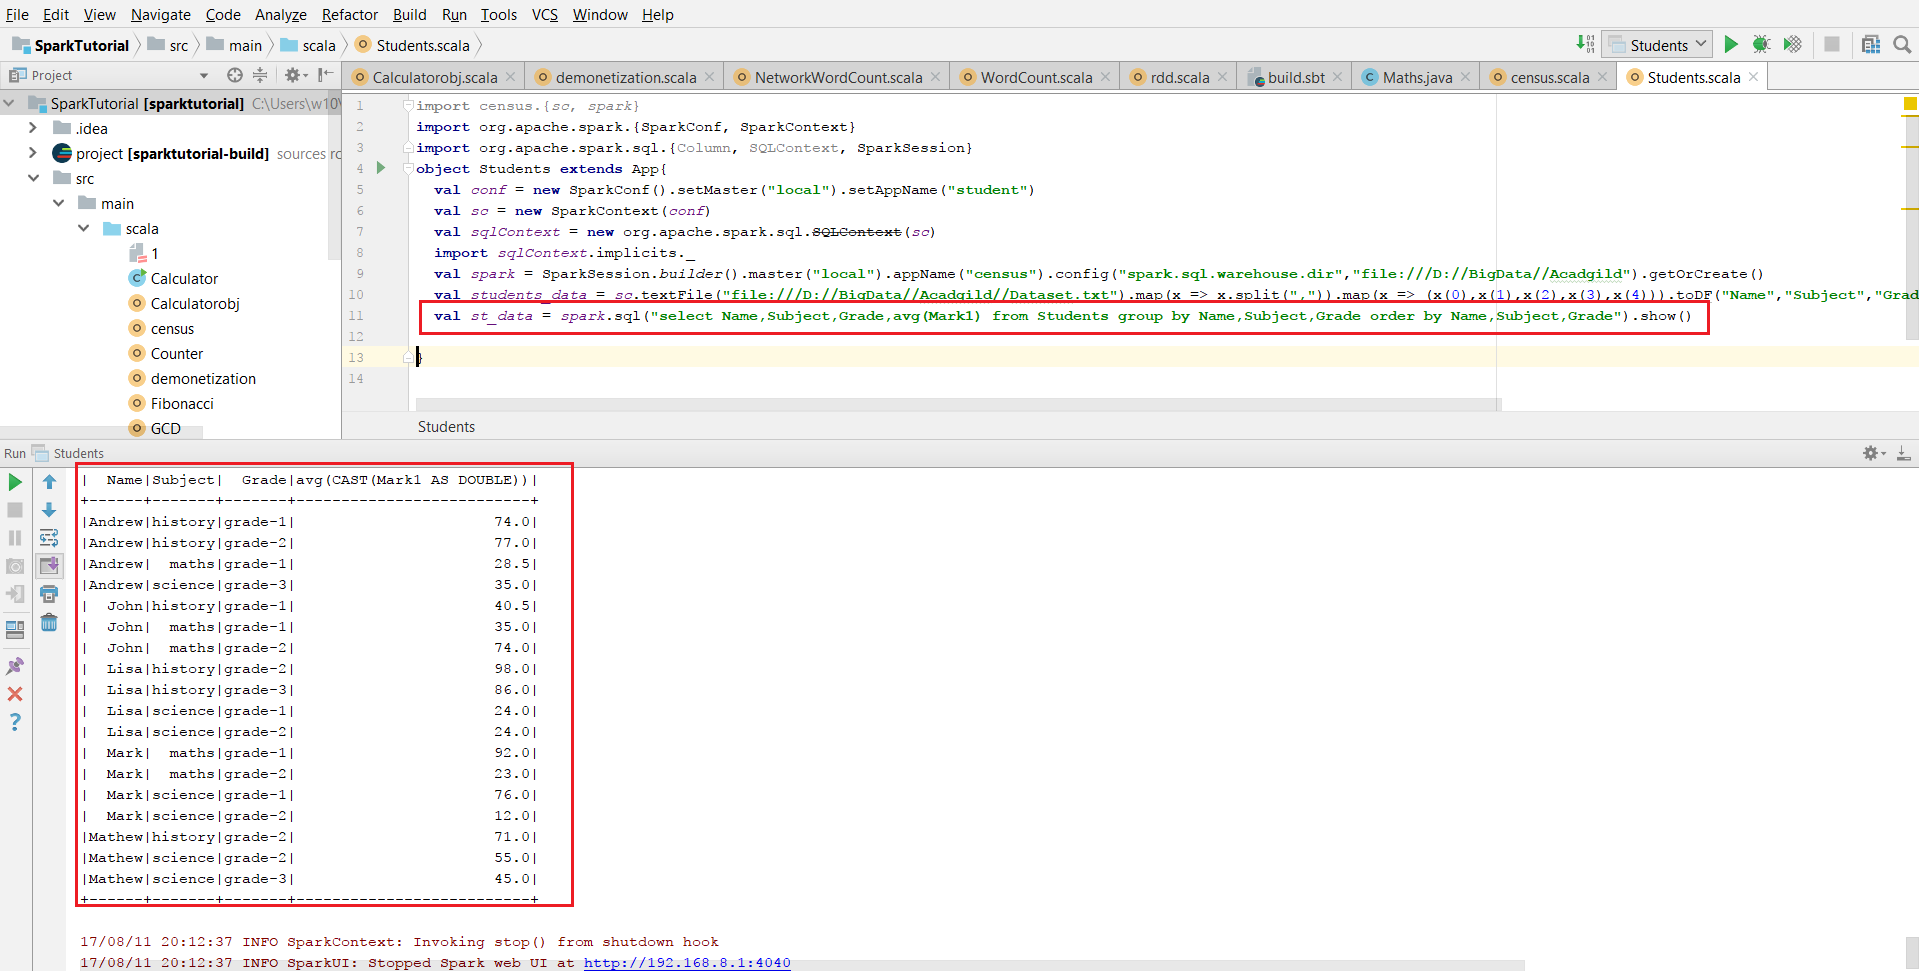 File Edit View Navigate Code Analyze Refactor Build Run Tools VCS Window Help
SparkTutorial src main scala Students.scala
Students
Project
Calculatorobj.scala demonetization.scala NetworkWordCount.scala WordCount.scala rdd.scala build.sbt Maths.java census.scala Students.scala
SparkTutorial [sparktutorial] C:\Users\w10\
.idea
project [sparktutorial-build] sources ro
src
main
scala
1
Calculator
Calculatorobj
census
Counter
demonetization
Fibonacci
GCD
1 import census.{sc, spark}
2 import org.apache.spark.{SparkConf, SparkContext}
3 import org.apache.spark.sql.{Column, SQLContext, SparkSession}
4 object Students extends App{
5 val conf = new SparkConf().setMaster("local").setAppName("student")
6 val sc = new SparkContext(conf)
7 val sqlContext = new org.apache.spark.sql.SQLContext(sc)
8 import sqlContext.implicits._
9 val spark = SparkSession.builder().master("local").appName("census").config("spark.sql.warehouse.dir","file:///D://BigData//Acadgild").getOrCreate()
10 val students_data = sc.textFile("file:///D://BigData//Acadgild//Dataset.txt").map(x => x.split(",")).map(x => (x(0),x(1),x(2),x(3),x(4))).toDF("Name","Subject","Grad
11 val st_data = spark.sql("select Name,Subject,Grade,avg(Mark1) from Students group by Name,Subject,Grade order by Name,Subject,Grade").show()
12
13 }
14
Students
Run Students
|  Name|Subject|  Grade|avg(CAST(Mark1 AS DOUBLE))|
+------+-------+-------+--------------------------+
|Andrew|history|grade-1|                      74.0|
|Andrew|history|grade-2|                      77.0|
|Andrew|  maths|grade-1|                      28.5|
|Andrew|science|grade-3|                      35.0|
|  John|history|grade-1|                      40.5|
|  John|  maths|grade-1|                      35.0|
|  John|  maths|grade-2|                      74.0|
|  Lisa|history|grade-2|                      98.0|
|  Lisa|history|grade-3|                      86.0|
|  Lisa|science|grade-1|                      24.0|
|  Lisa|science|grade-2|                      24.0|
|  Mark|  maths|grade-1|                      92.0|
|  Mark|  maths|grade-2|                      23.0|
|  Mark|science|grade-1|                      76.0|
|  Mark|science|grade-2|                      12.0|
|Mathew|history|grade-2|                      71.0|
|Mathew|science|grade-2|                      55.0|
|Mathew|science|grade-3|                      45.0|
+------+-------+-------+--------------------------+
17/08/11 20:12:37 INFO SparkContext: Invoking stop() from shutdown hook
17/08/11 20:12:37 INFO SparkUI: Stopped Spark web UI at http://192.168.8.1:4040